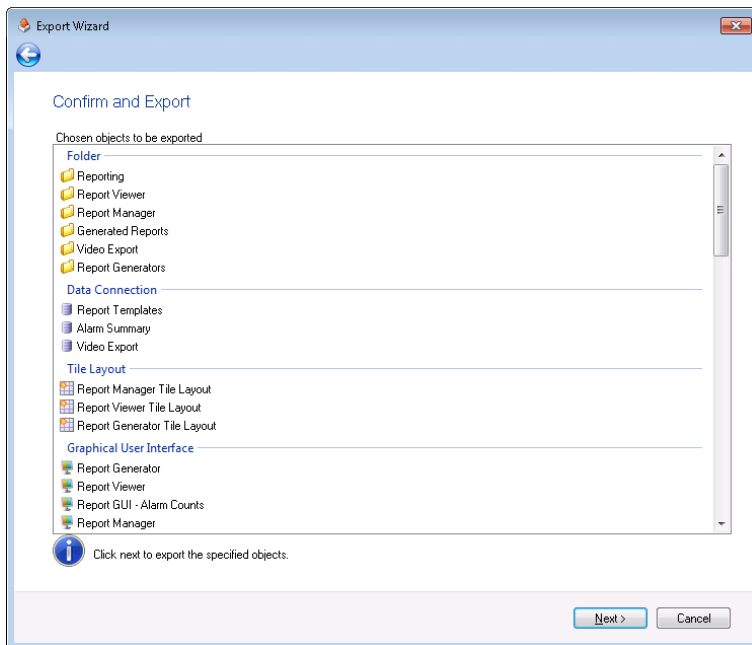 Export Wizard
Confirm and Export
Chosen objects to be exported
Folder
Reporting
Report Viewer
Report Manager
Generated Reports
Video Export
Report Generators
Data Connection
Report Templates
Alarm Summary
Video Export
Tile Layout
Report Manager Tile Layout
Report Viewer Tile Layout
Report Generator Tile Layout
Graphical User Interface
Report Generator
Report Viewer
Report GUI - Alarm Counts
Report Manager
Click next to export the specified objects.
Next >
Cancel